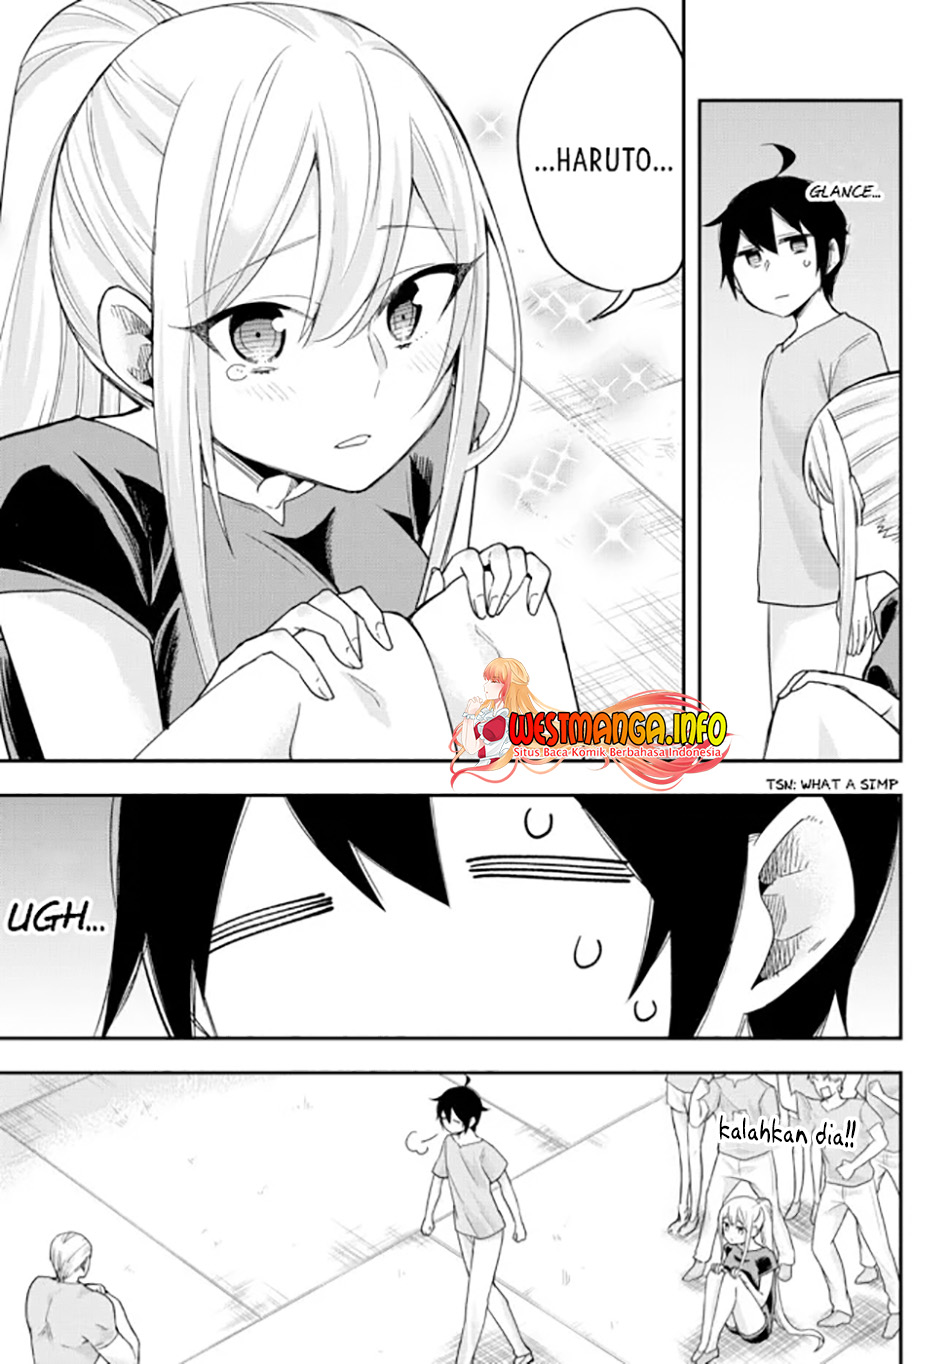 GLANCE...
...HARUTO...
WESTMANGA.INFO
Situs Baca Komik Berbahasa Indonesia
TSN: WHAT A SIMP
UGH...
kalahkan dia!!